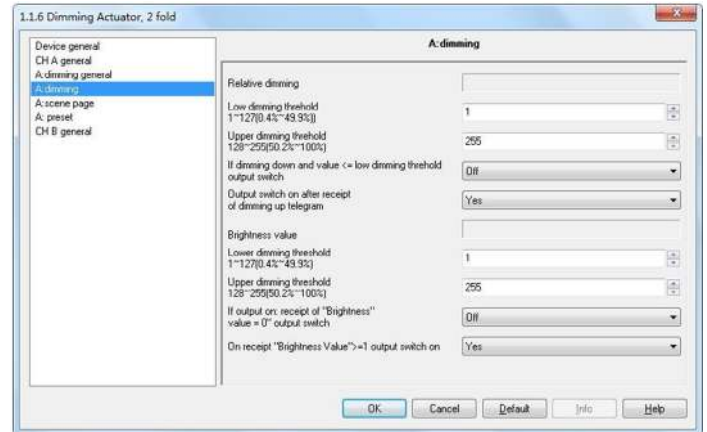 1.1.6 Dimming Actuator, 2 fold
Device general
CH A general
A:dimming general
A:dimming
A:scene page
A: preset
CH B general
A:dimming
Relative dimming
Low dimming threhold
1~127(0.4%~49.9%))
1
Upper dimming threhold
128~255(50.2%~100%)
255
If dimming down and value <= low dimming threhold
output switch
Off
Output switch on after receipt
of dimming up telegram
Yes
Brightness value
Lower dimming threshold
1~127(0.4%~49.9%)
1
Upper dimming threshold
128~255(50.2%~100%)
255
If output on: receipt of "Brightness"
value = 0" output switch
Off
On receipt "Brightness Value">=1 output switch on
Yes
OK
Cancel
Default
Info
Help